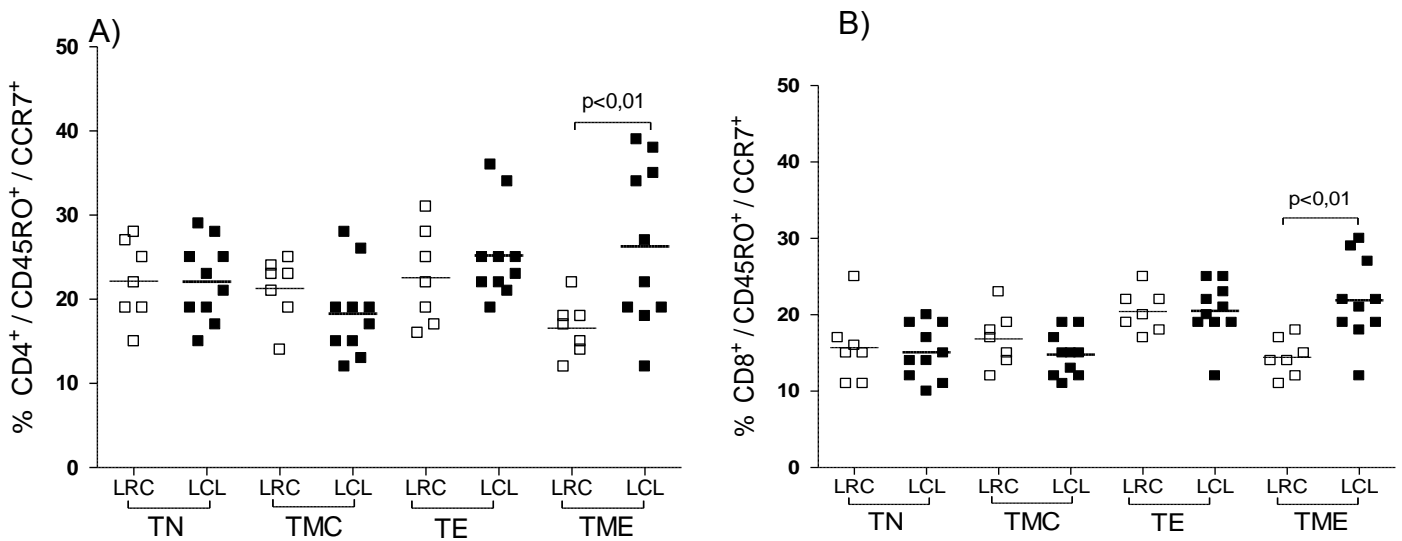 A)
% CD4⁺ / CD45RO⁺ / CCR7⁺
50
40
30
20
10
0
p<0,01
LRC LCL LRC LCL LRC LCL LRC LCL
TN TMC TE TME
B)
% CD8⁺ / CD45RO⁺ / CCR7⁺
50
40
30
20
10
0
p<0,01
LRC LCL LRC LCL LRC LCL LRC LCL
TN TMC TE TME